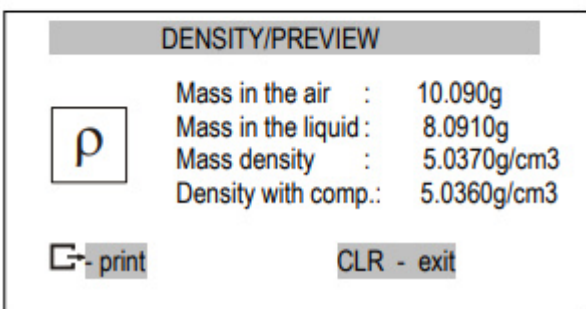 DENSITY/PREVIEW
Mass in the air : 10.090g
Mass in the liquid : 8.0910g
Mass density : 5.0370g/cm3
Density with comp.: 5.0360g/cm3
ρ
- print CLR - exit